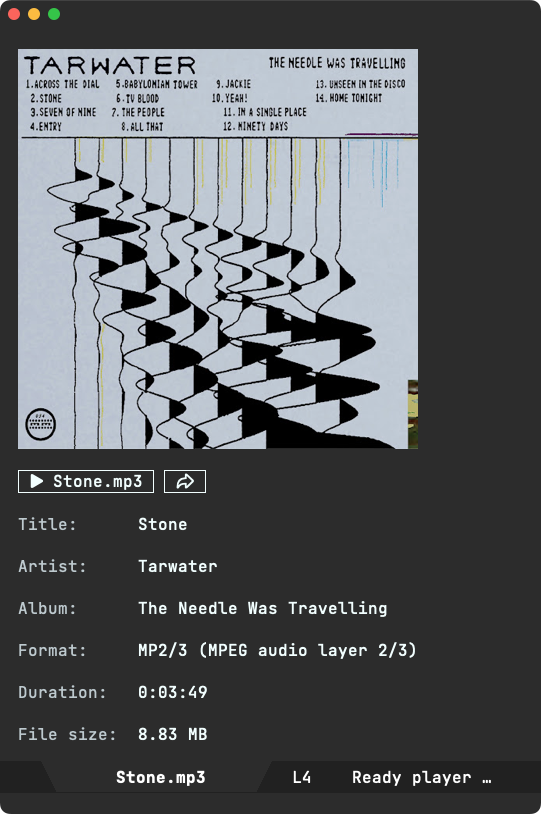 TARWATER
THE NEEDLE WAS TRAVELLING
1.ACROSS THE DIAL
2.STONE
3.SEVEN OF NINE
4.ENTRY
5.BABYLONIAN TOWER
6.TV BLOOD
7.THE PEOPLE
8.ALL THAT
9.JACKIE
10.YEAH!
11.IN A SINGLE PLACE
12.NINETY DAYS
13.UNSEEN IN THE DISCO
14.HOME TONIGHT
Stone.mp3
Title: Stone
Artist: Tarwater
Album: The Needle Was Travelling
Format: MP2/3 (MPEG audio layer 2/3)
Duration: 0:03:49
File size: 8.83 MB
Stone.mp3 L4 Ready player …